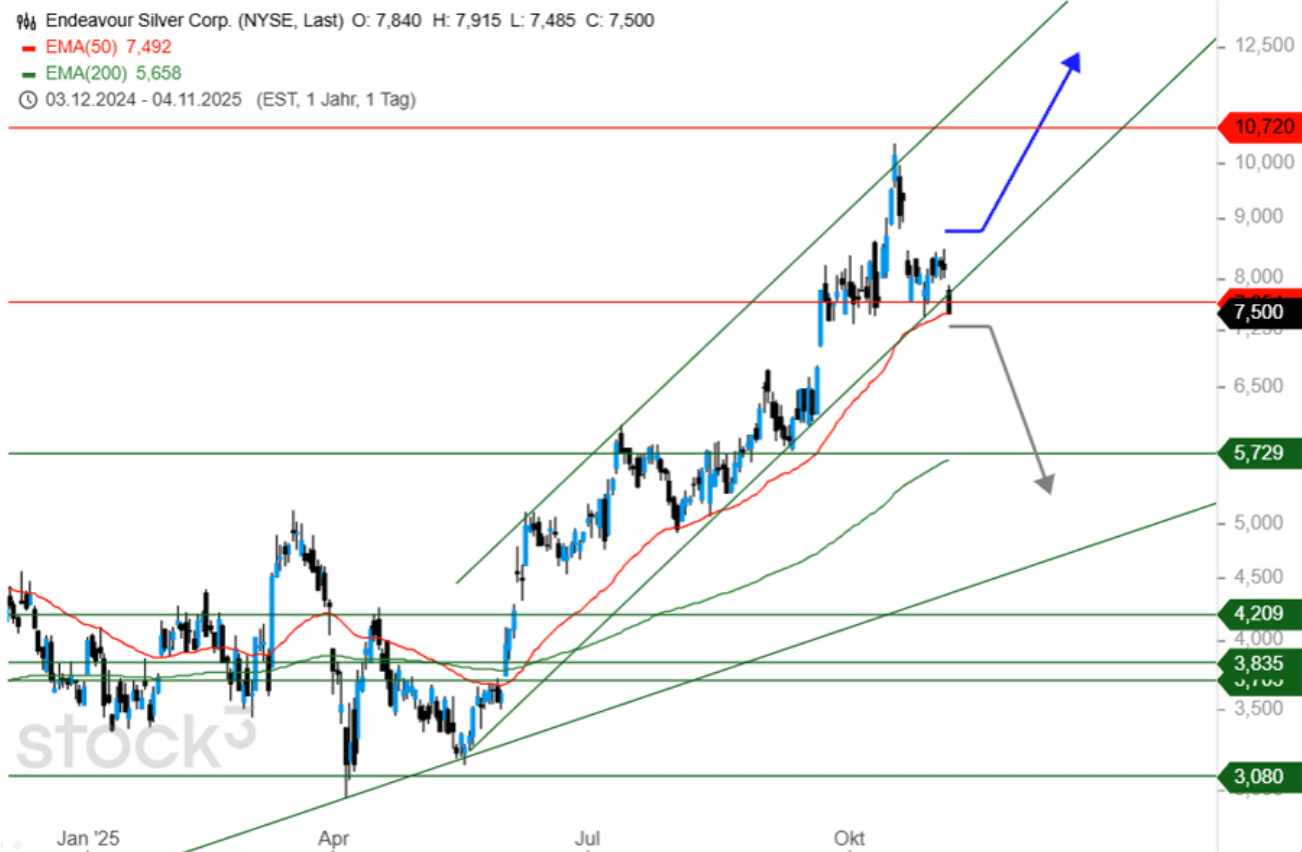 Endeavour Silver Corp. (NYSE, Last) O: 7,840 H: 7,915 L: 7,485 C: 7,500
EMA(50) 7,492
EMA(200) 5,658
03.12.2024 - 04.11.2025 (EST, 1 Jahr, 1 Tag)
12,500
10,720
10,000
9,000
8,000
7,500
6,500
5,729
5,000
4,500
4,209
4,000
3,835
3,500
3,080
stock3
Jan '25
Apr
Jul
Okt